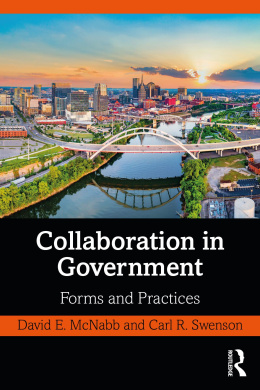 Collaboration in
Government
Forms and Practices
David E. McNabb and Carl R. Swenson
ROUTLEDGE